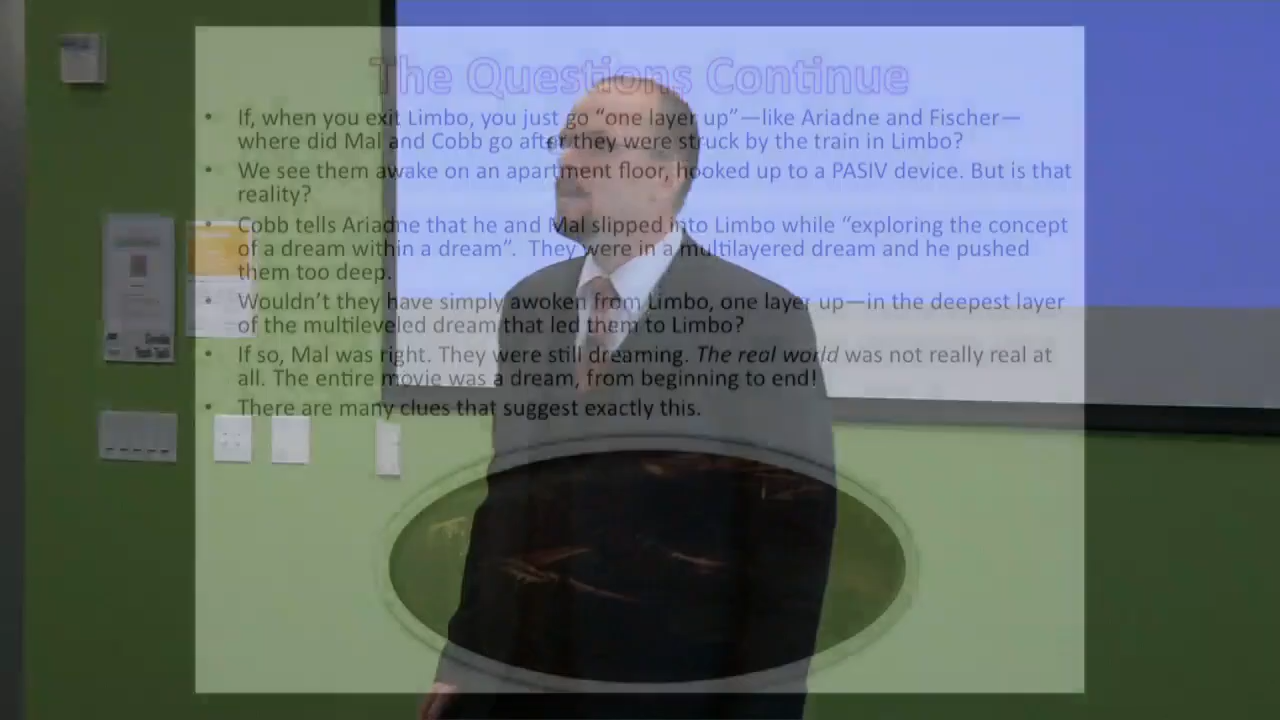 The Questions Continue
• If, when you exit Limbo, you just go “one layer up”—like Ariadne and Fischer—
where did Mal and Cobb go after they were struck by the train in Limbo?
• We see them awake on an apartment floor, hooked up to a PASIV device. But is that
reality?
• Cobb tells Ariadne that he and Mal slipped into Limbo while “exploring the concept
of a dream within a dream”. They were in a multilayered dream and he pushed
them too deep.
• Wouldn’t they have simply awoken from Limbo, one layer up—in the deepest layer
of the multileveled dream that led them to Limbo?
• If so, Mal was right. They were still dreaming. The real world was not really real at
all. The entire movie was a dream, from beginning to end!
• There are many clues that suggest exactly this.